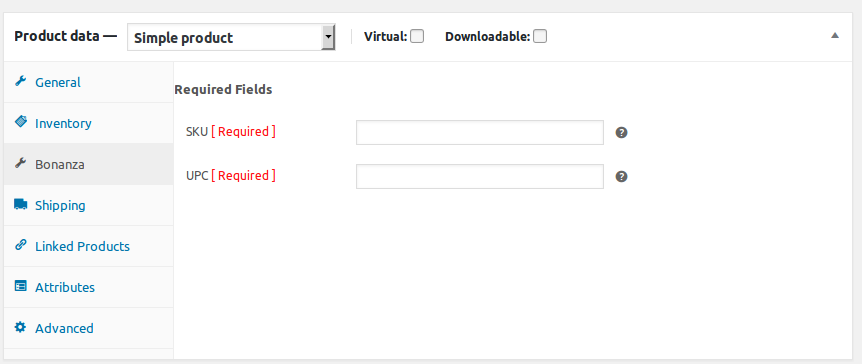 Product data — Simple product Virtual: Downloadable:
General
Inventory
Bonanza
Shipping
Linked Products
Attributes
Advanced
Required Fields
SKU [ Required ] ?
UPC [ Required ] ?